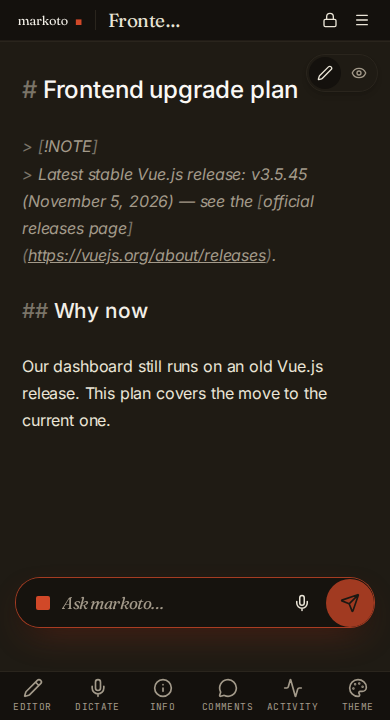 markoto
Fronte...
# Frontend upgrade plan
> [!NOTE]
> Latest stable Vue.js release: v3.5.45
(November 5, 2026) — see the [official
releases page]
(https://vuejs.org/about/releases).
## Why now
Our dashboard still runs on an old Vue.js
release. This plan covers the move to the
current one.
Ask markoto...
EDITOR DICTATE INFO COMMENTS ACTIVITY THEME